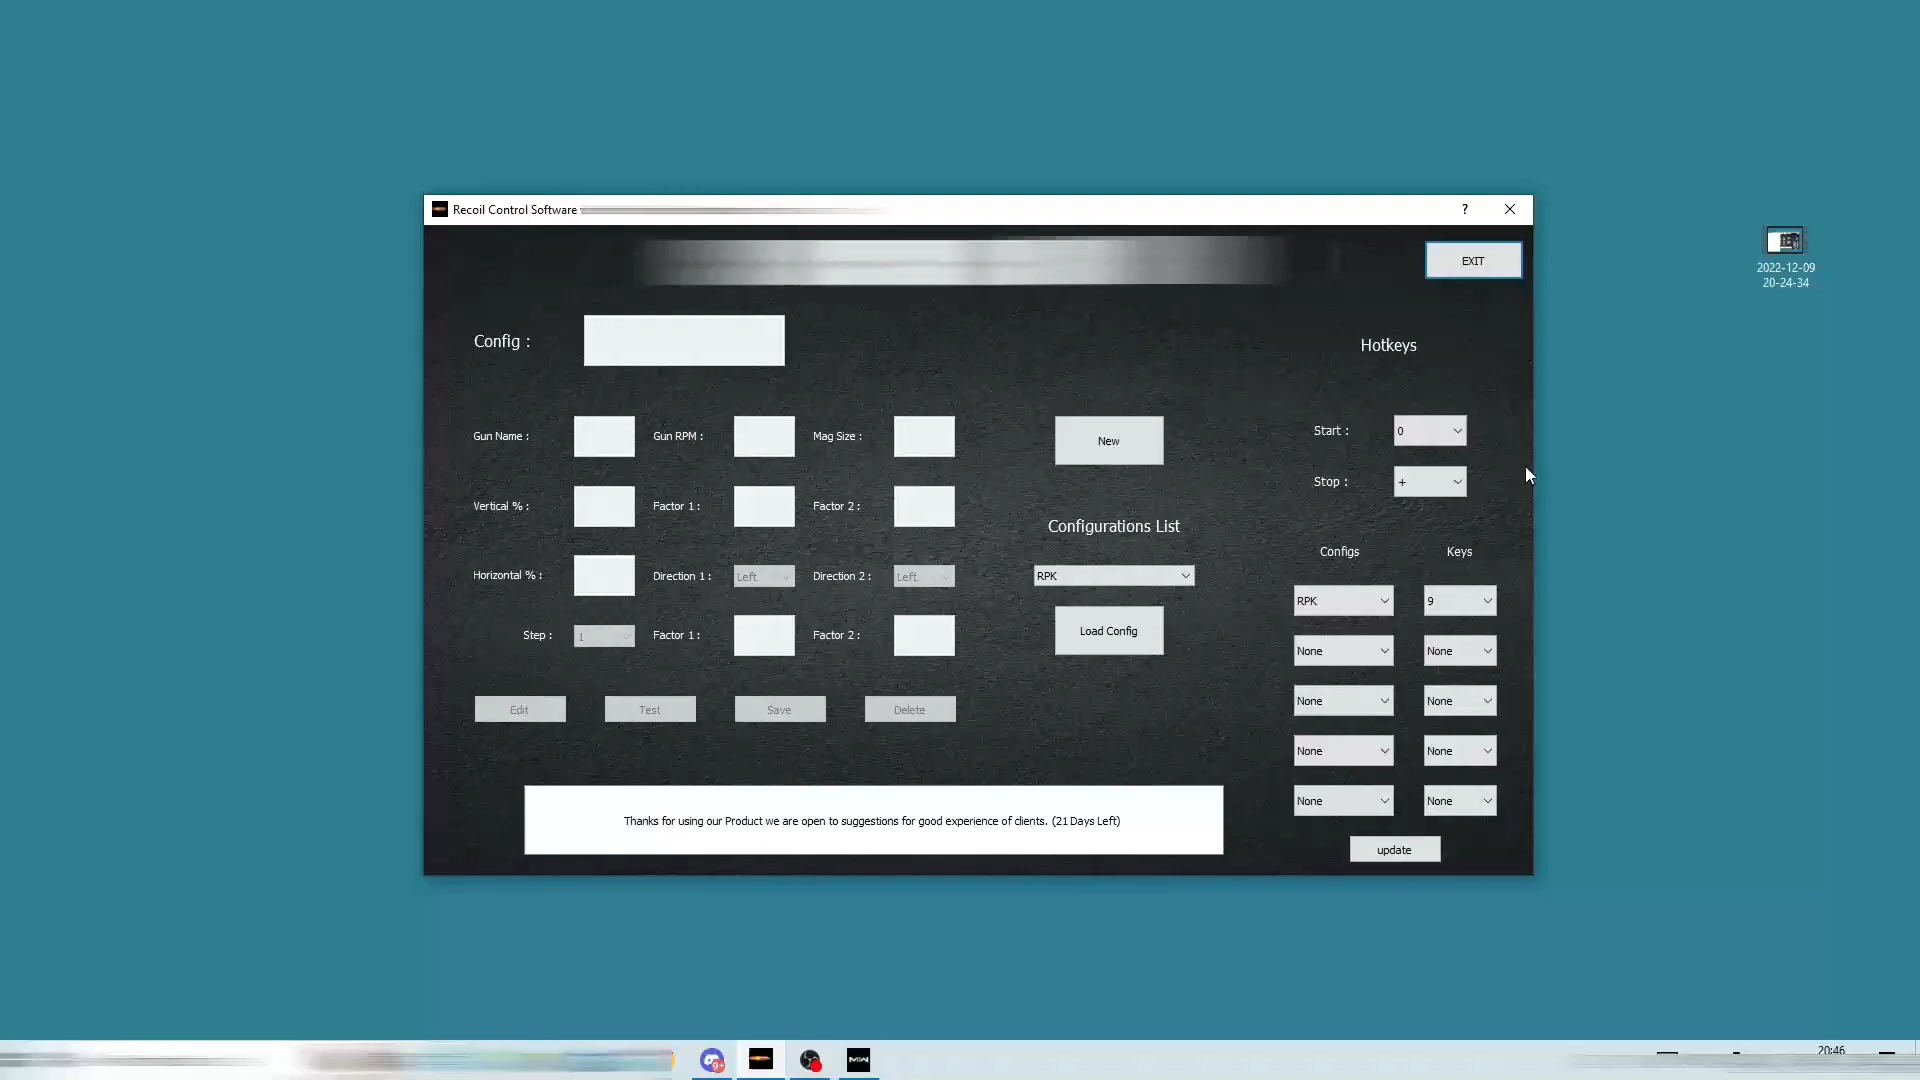 Recoil Control Software
?
EXIT
Config :
Hotkeys
Gun Name :
Gun RPM :
Mag Size :
New
Start :
0
Stop :
+
Vertical % :
Factor 1 :
Factor 2 :
Configurations List
Configs
Keys
Horizontal % :
Direction 1 :
Left
Direction 2 :
Left
RPK
RPK
9
Step :
1
Factor 1 :
Factor 2 :
Load Config
None
None
None
None
Edit
Test
Save
Delete
None
None
None
None
Thanks for using our Product we are open to suggestions for good experience of clients. (21 Days Left)
update
2022-12-09
20-24-34
9+
MW
20:46